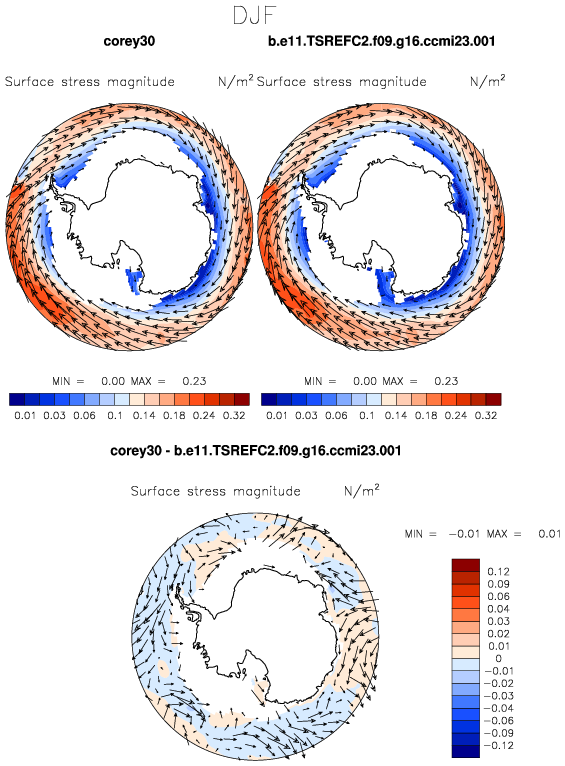 DJF
corey30
b.e11.TSREFC2.f09.g16.ccmi23.001
Surface stress magnitude N/m²
Surface stress magnitude N/m²
MIN = 0.00 MAX = 0.23
MIN = 0.00 MAX = 0.23
0.01 0.03 0.06 0.1 0.14 0.18 0.24 0.32
0.01 0.03 0.06 0.1 0.14 0.18 0.24 0.32
corey30 - b.e11.TSREFC2.f09.g16.ccmi23.001
Surface stress magnitude N/m²
MIN = -0.01 MAX = 0.01
0.12
0.09
0.06
0.04
0.03
0.02
0.01
0
-0.01
-0.02
-0.03
-0.04
-0.06
-0.09
-0.12